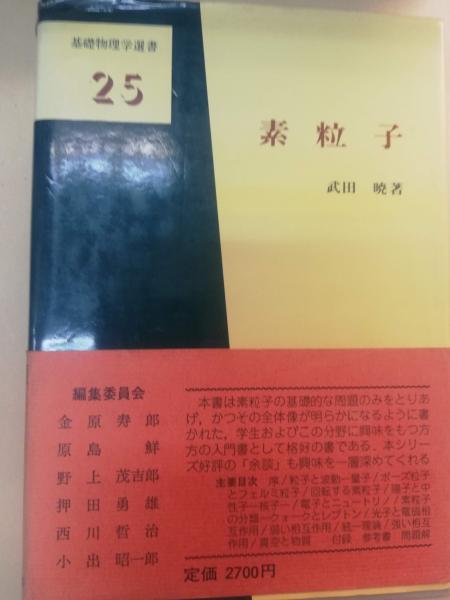 基礎物理学選書
25
素粒子
武田 暁著
編集委員会
金原寿郎
原島鮮
野上茂吉郎
押田勇雄
西川哲治
小出昭一郎
本書は素粒子の基礎的な問題のみをとりあ
げ,かつその全体像が明らかになるように書
かれた,学生およびこの分野に興味をもつ方
方の入門書として格好の書である.本シリー
ズ好評の「余談」も興味を一層深めてくれる
主要目次 序/粒子と波動—量子/ボーズ粒子
とフェルミ粒子/回転する素粒子/陽子と中
性子—核子—/電子とニュートリノ/素粒子
の分類—クォークとレプトン/光子と電磁相
互作用/弱い相互作用/統一理論/強い相互
作用/真空と物質 付録 参考書 問題解
定価 2700円